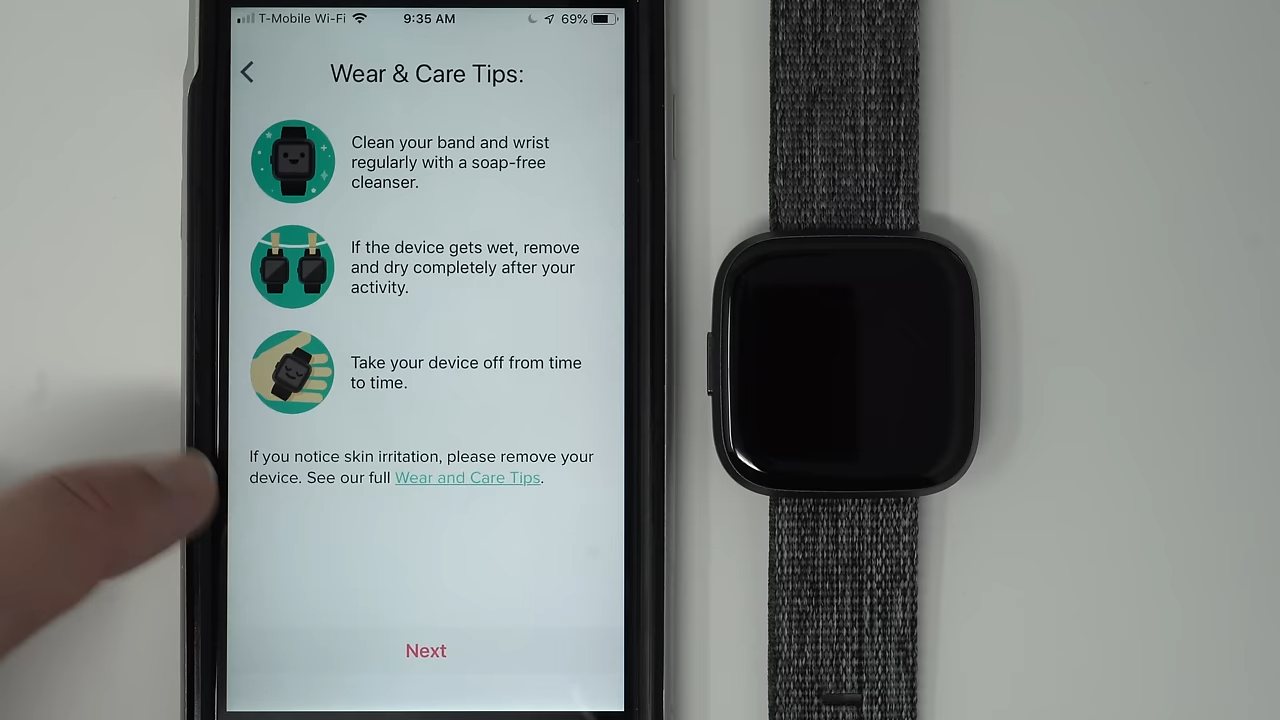 T-Mobile Wi-Fi 9:35 AM 69%
Wear & Care Tips:
Clean your band and wrist
regularly with a soap-free
cleanser.
If the device gets wet, remove
and dry completely after your
activity.
Take your device off from time
to time.
If you notice skin irritation, please remove your
device. See our full Wear and Care Tips.
Next